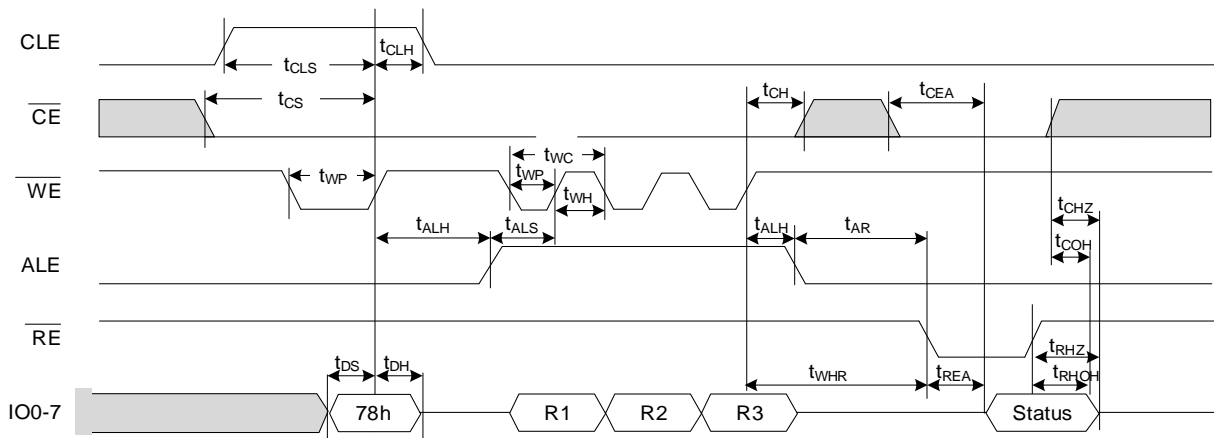 CLE
tCLH
tCLS
tCH
tCEA
tCS
CE
tWC
WE
tWP
tWP
tWH
tCHZ
tALH
tALS
tALH
tAR
tCOH
ALE
RE
tDS
tDH
tRHZ
tWHR
tREA
tRHOH
IO0-7
78h
R1
R2
R3
Status